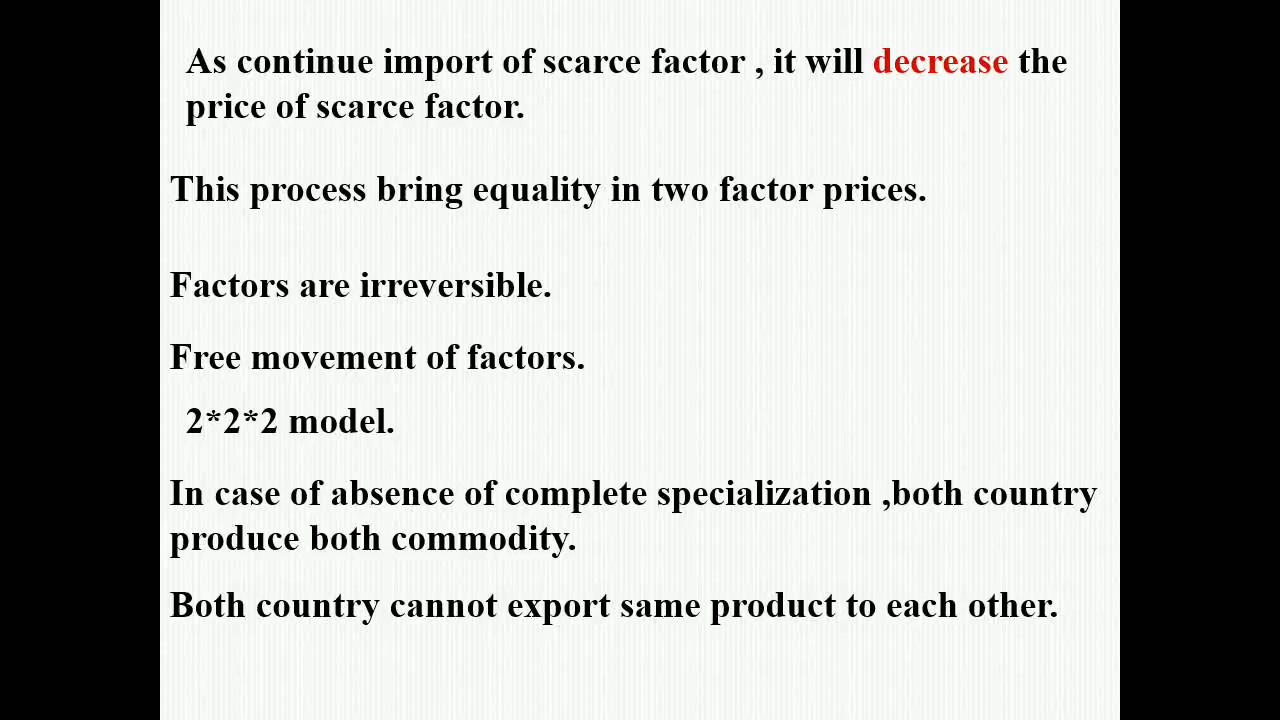 As continue import of scarce factor , it will decrease the
price of scarce factor.
This process bring equality in two factor prices.
Factors are irreversible.
Free movement of factors.
2*2*2 model.
In case of absence of complete specialization ,both country
produce both commodity.
Both country cannot export same product to each other.